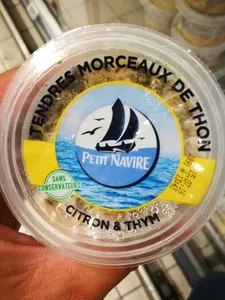 TENDRES MORCEAUX DE THON
PETIT NAVIRE
SANS
CONSERVATEURS
CITRON & THYM